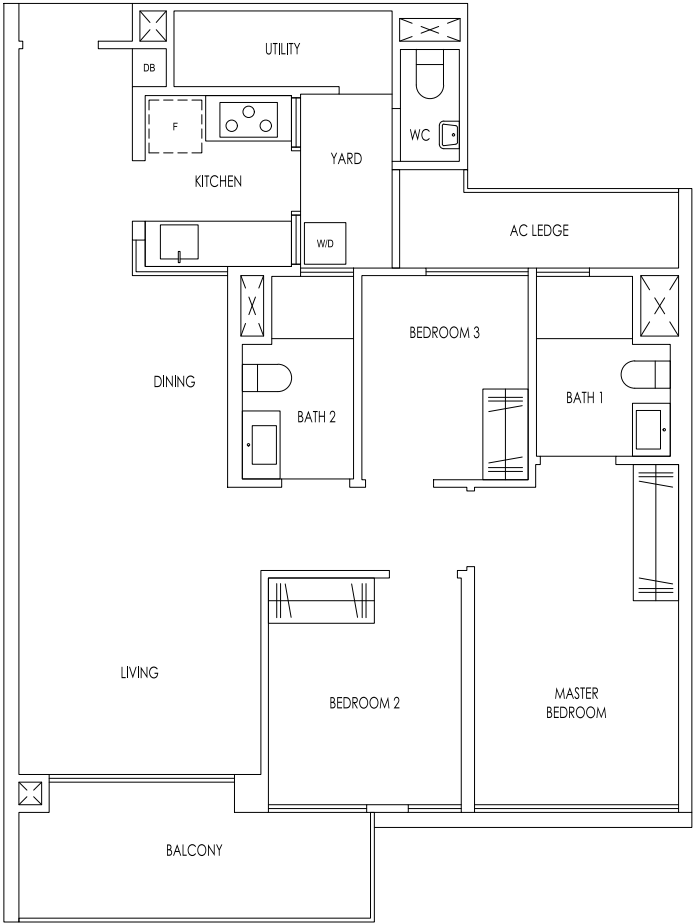 UTILITY
DB
F
WC
YARD
KITCHEN
W/D
AC LEDGE
BEDROOM 3
DINING
BATH 2
BATH 1
LIVING
BEDROOM 2
MASTER
BEDROOM
BALCONY